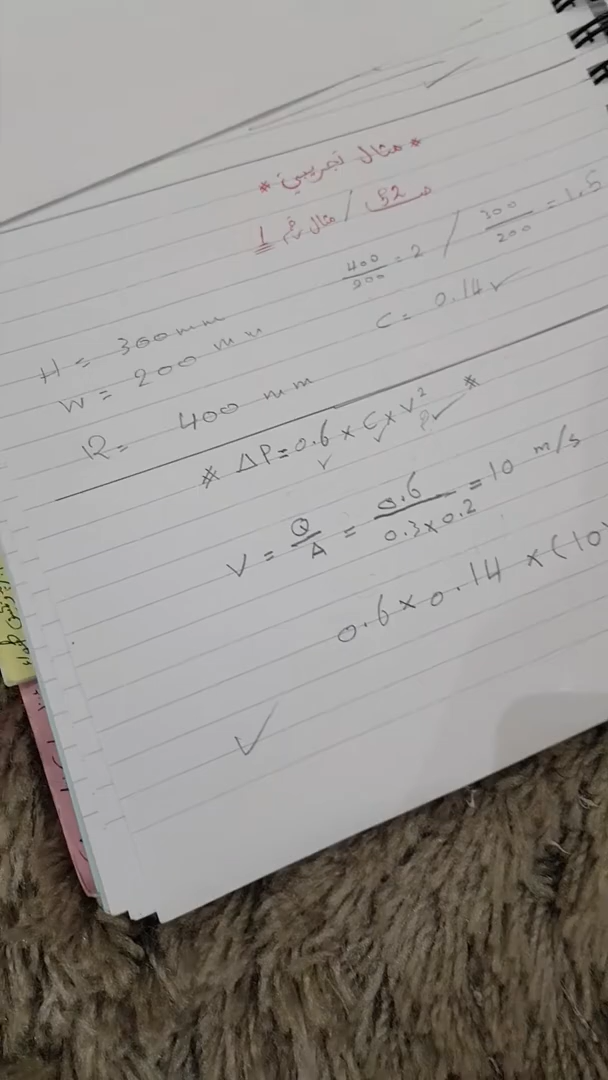 * مثال تجريبي *
ص 52 / مثال رقم 1
400/200 = 2 / 300/200 = 1.5
H = 300 mm
W = 200 mm
C = 0.14 ✓
R = 400 mm
* ΔP = 0.6 × C × V² *
V = Q/A = 0.6/0.3×0.2 = 10 m/s
0.6 × 0.14 × (10)